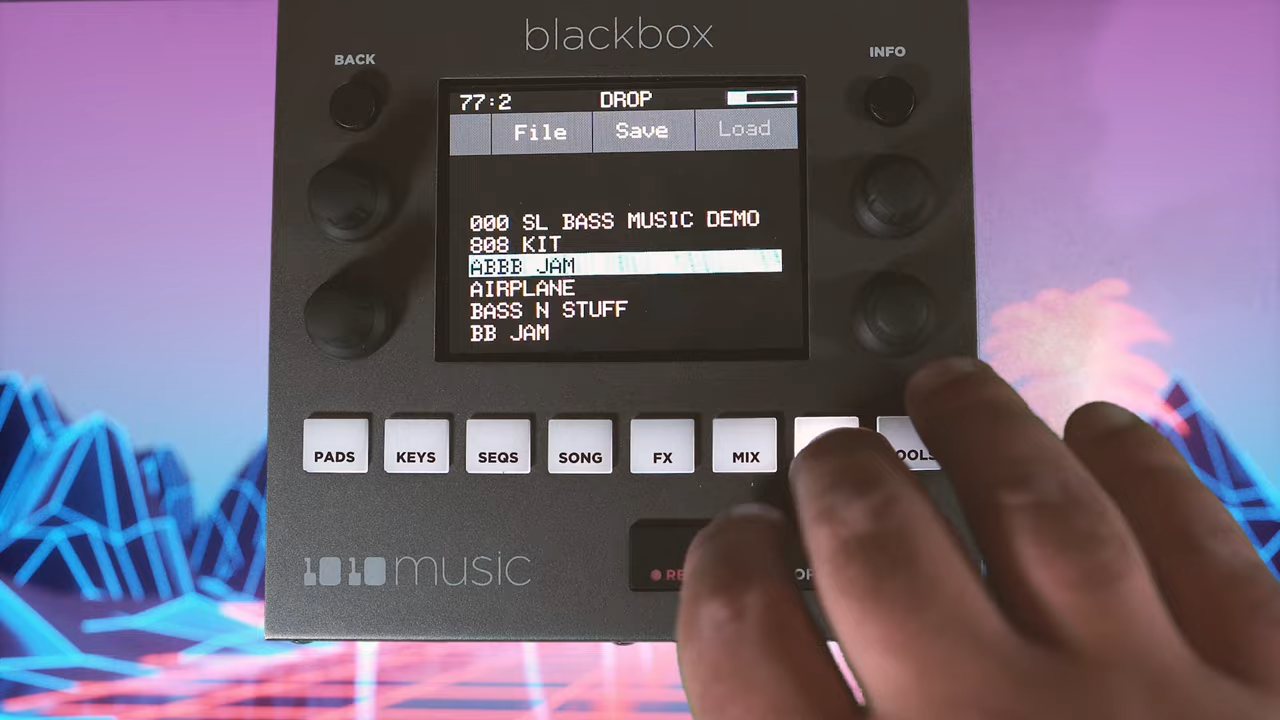 blackbox
BACK
INFO
77:2 DROP
File Save Load
000 SL BASS MUSIC DEMO
808 KIT
ABBB JAM
AIRPLANE
BASS N STUFF
BB JAM
PADS KEYS SEQS SONG FX MIX
1010music